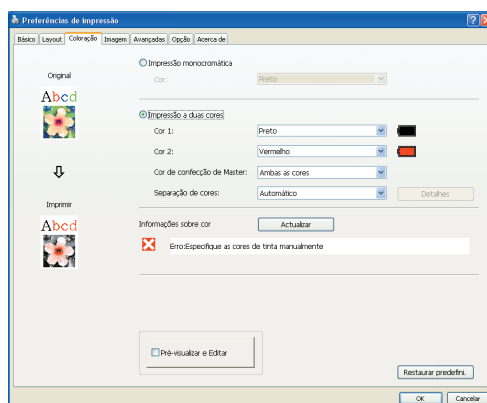 Preferências de impressão
Básico Layout Coloração Imagem Avançadas Opção Acerca de
Original
Abcd
Imprimir
Abcd
Impressão monocromática
Cor: Preto
Impressão a duas cores
Cor 1: Preto
Cor 2: Vermelho
Cor de confecção de Master: Ambas as cores
Separação de cores: Automático Detalhes
Informações sobre cor Actualizar
Erro:Especifique as cores de tinta manualmente
Pré-visualizar e Editar
Restaurar predefini.
OK Cancelar